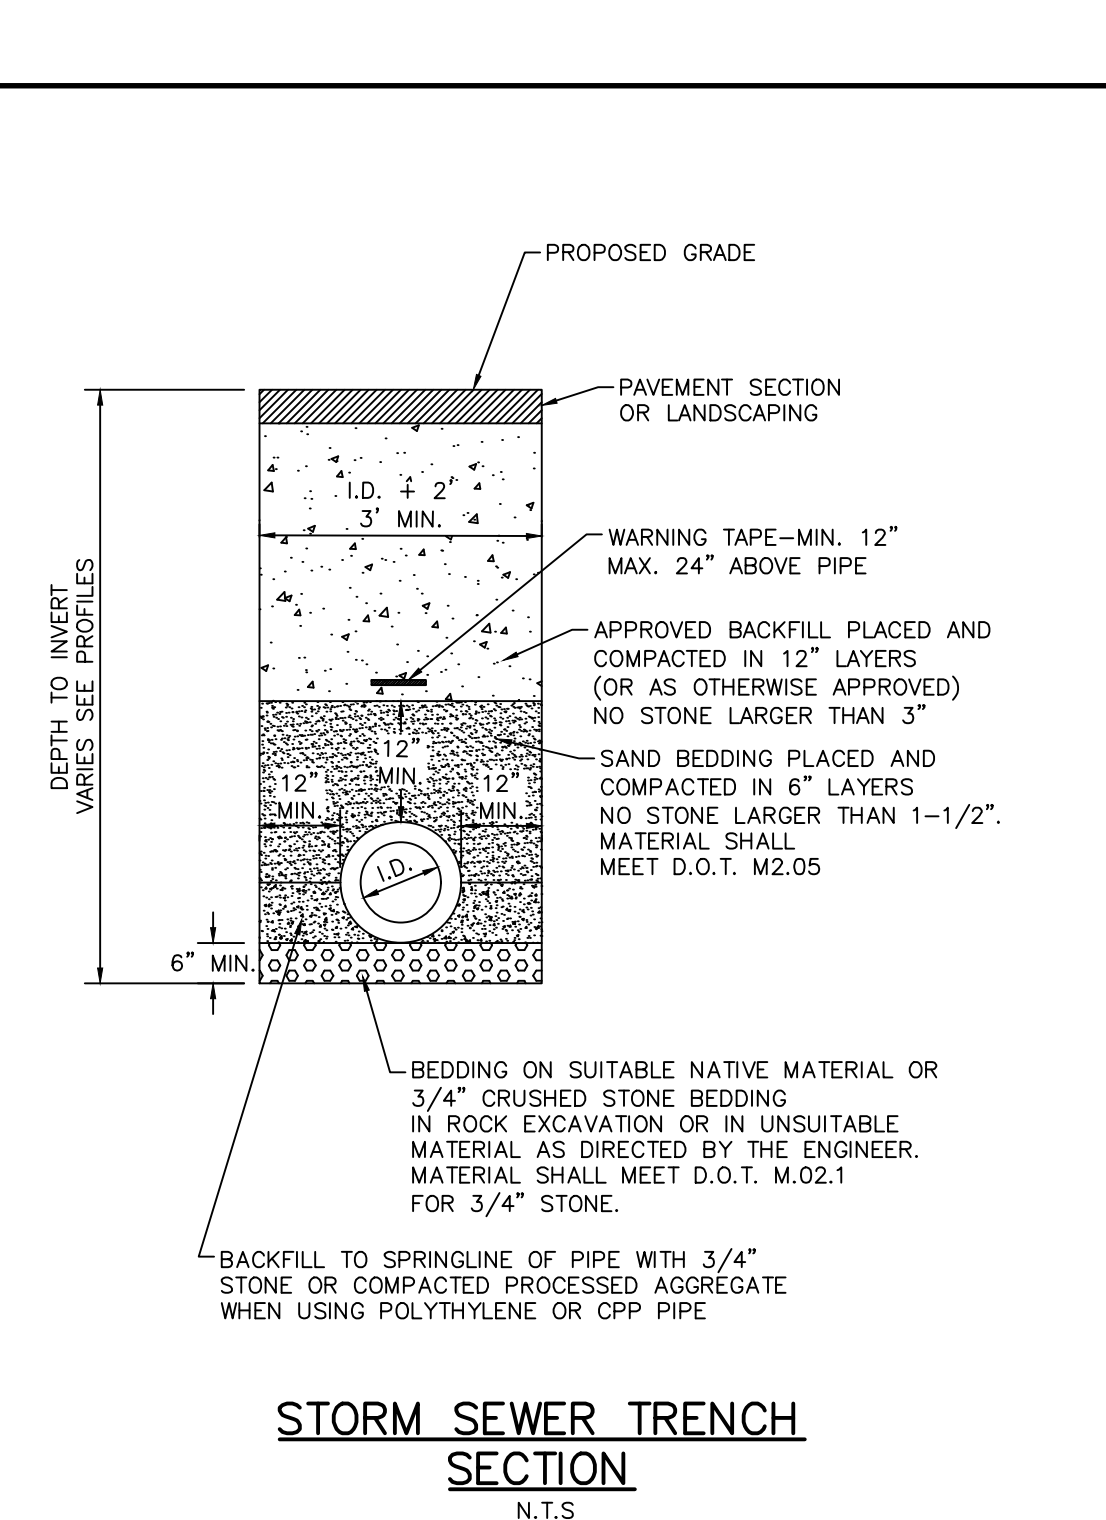 PROPOSED GRADE
PAVEMENT SECTION
OR LANDSCAPING
I.D. + 2'
3' MIN.
WARNING TAPE-MIN. 12"
MAX. 24" ABOVE PIPE
DEPTH TO INVERT
VARIES SEE PROFILES
APPROVED BACKFILL PLACED AND
COMPACTED IN 12" LAYERS
(OR AS OTHERWISE APPROVED)
NO STONE LARGER THAN 3"
12"
MIN.
12"
MIN.
12"
MIN.
SAND BEDDING PLACED AND
COMPACTED IN 6" LAYERS
NO STONE LARGER THAN 1-1/2".
MATERIAL SHALL
MEET D.O.T. M2.05
I.D.
6" MIN.
BEDDING ON SUITABLE NATIVE MATERIAL OR
3/4" CRUSHED STONE BEDDING
IN ROCK EXCAVATION OR IN UNSUITABLE
MATERIAL AS DIRECTED BY THE ENGINEER.
MATERIAL SHALL MEET D.O.T. M.02.1
FOR 3/4" STONE.
BACKFILL TO SPRINGLINE OF PIPE WITH 3/4"
STONE OR COMPACTED PROCESSED AGGREGATE
WHEN USING POLYTHYLENE OR CPP PIPE
STORM SEWER TRENCH
SECTION
N.T.S